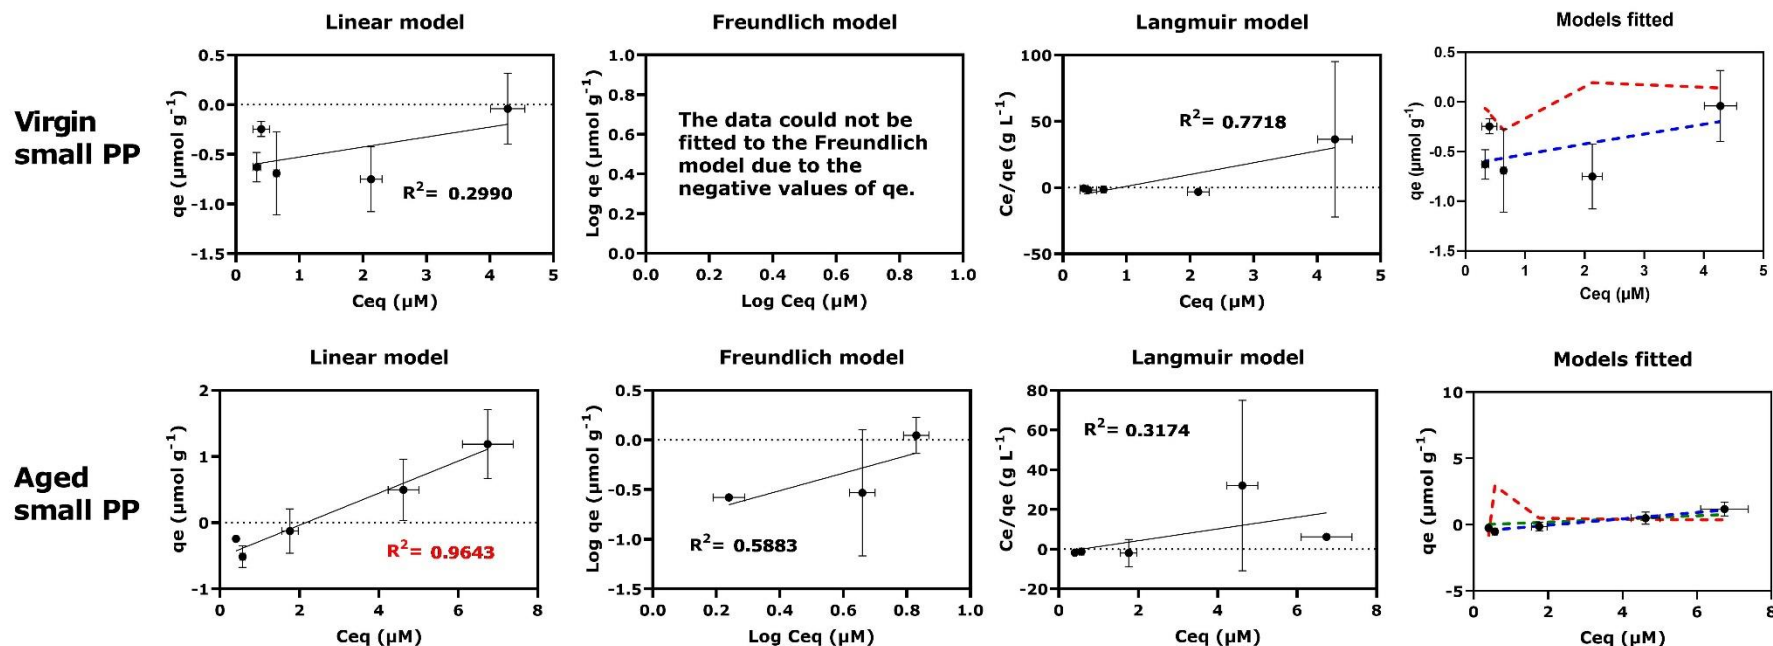 Virgin
small PP
Linear model
qe (µmol g⁻¹)
0.5
0.0
-0.5
-1.0
-1.5
R²= 0.2990
0 1 2 3 4 5
Ceq (µM)
Freundlich model
Log qe (µmol g⁻¹)
1.0
0.8
0.6
0.4
0.2
0.0
The data could not be
fitted to the Freundlich
model due to the
negative values of qe.
0.0 0.2 0.4 0.6 0.8 1.0
Log Ceq (µM)
Langmuir model
Ce/qe (g L⁻¹)
100
50
0
-50
R²= 0.7718
0 1 2 3 4 5
Ceq (µM)
Models fitted
qe (µmol g⁻¹)
0.5
0.0
-0.5
-1.0
-1.5
0 1 2 3 4 5
Ceq (µM)
Aged
small PP
Linear model
qe (µmol g⁻¹)
2
1
0
-1
R²= 0.9643
0 2 4 6 8
Ceq (µM)
Freundlich model
Log qe (µmol g⁻¹)
0.5
0.0
-0.5
-1.0
-1.5
R²= 0.5883
0.0 0.2 0.4 0.6 0.8 1.0
Log Ceq (µM)
Langmuir model
Ce/qe (g L⁻¹)
80
60
40
20
0
-20
R²= 0.3174
0 2 4 6 8
Ceq (µM)
Models fitted
qe (µmol g⁻¹)
10
5
0
-5
0 2 4 6 8
Ceq (µM)